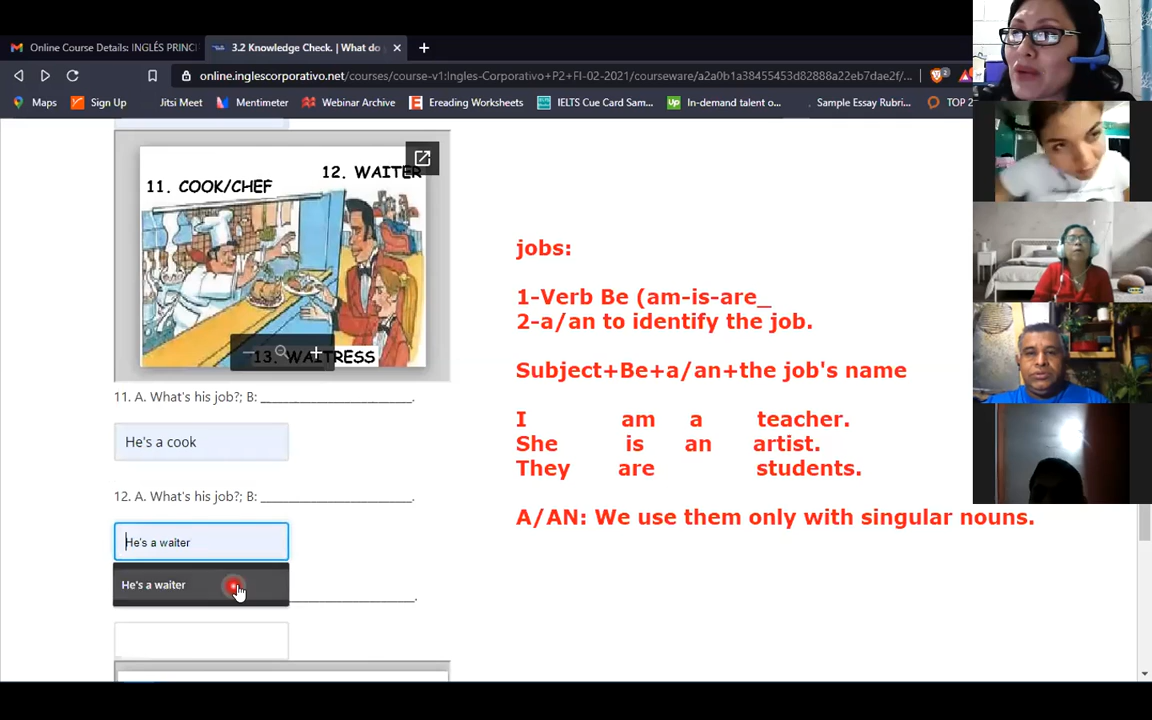 Online Course Details: INGLÉS PRINCI
3.2 Knowledge Check. | What do
online.inglescorporativo.net/courses/course-v1:Ingles-Corporativo+P2+FI-02-2021/courseware/a2a0b1a38455453d82888a22eb7dae2f/...
Maps
Sign Up
Jitsi Meet
Mentimeter
Webinar Archive
Ereading Worksheets
IELTS Cue Card Sam...
In-demand talent o...
Sample Essay Rubri...
TOP 2
11. COOK/CHEF
12. WAITER
13. WAITRESS
11. A. What's his job?; B: ____________________.
He's a cook
12. A. What's his job?; B: ____________________.
He's a waiter
He's a waiter
jobs:
1-Verb Be (am-is-are_
2-a/an to identify the job.
Subject+Be+a/an+the job's name
I am a teacher.
She is an artist.
They are students.
A/AN: We use them only with singular nouns.